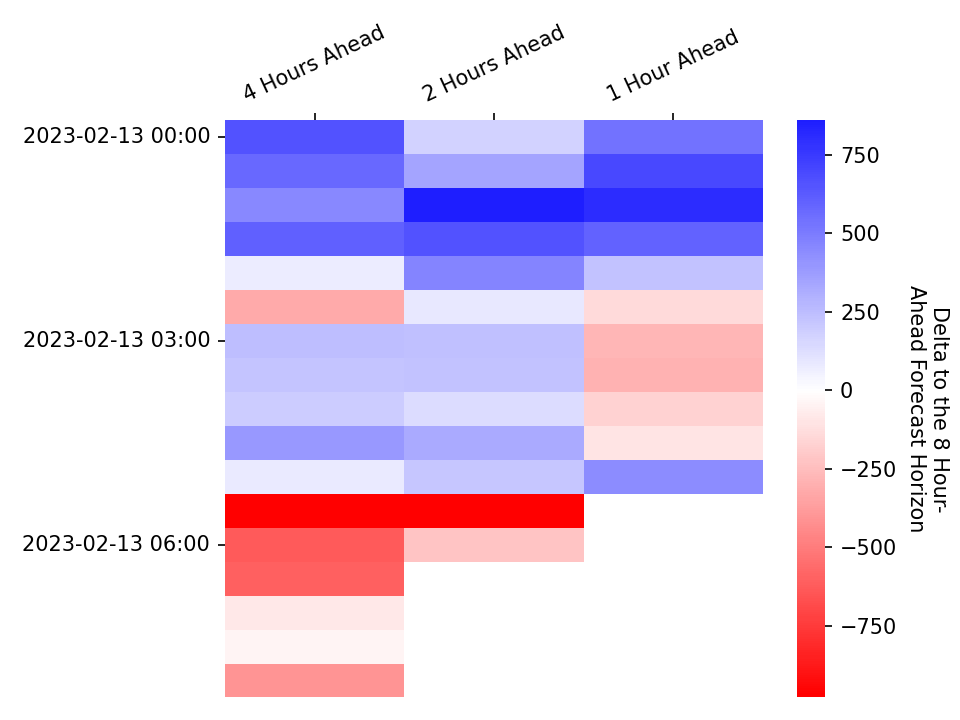 4 Hours Ahead
2 Hours Ahead
1 Hour Ahead
2023-02-13 00:00
2023-02-13 03:00
2023-02-13 06:00
750
500
250
0
−250
−500
−750
Delta to the 8 Hour-
Ahead Forecast Horizon